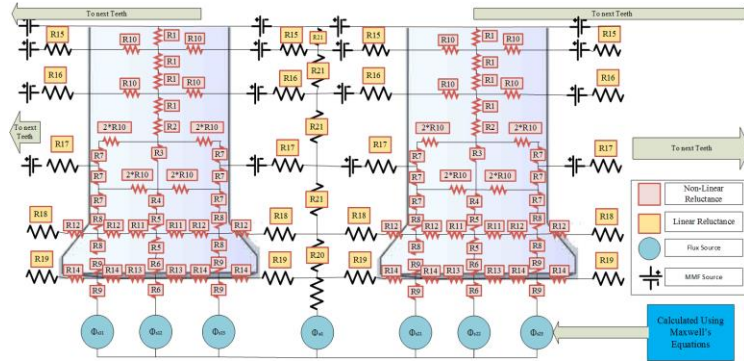 To next Teeth To next Teeth
R1 R21 R1
R15 R10 R10 R15 R15 R10 R10 R15
R1 R21 R1
R1 R1
R16 R10 R10 R16 R16 R10 R10 R16
R1 R1
R2 R21 R2
To next Teeth 2*R10 2*R10 2*R10 2*R10 To next Teeth
R7 R3 R7 R7 R3 R7
R17 R17 R17 R17
R7 R7 R7 R7
2*R10 2*R10 2*R10 2*R10
R7 R4 R7 R21 R7 R4 R7
R18 R8 R5 R8 R18 R18 R8 R5 R8 R18
R12 R12 R11 R11 R12 R12 R12 R12 R11 R11 R12 R12
R8 R5 R8 R8 R5 R8
R19 R9 R6 R9 R19 R20 R19 R9 R6 R9 R19
R14 R14 R13 R13 R14 R14 R14 R14 R13 R13 R14 R14
R9 R6 R9 R9 R6 R9
Non-Linear
Reluctance
Linear Reluctance
Flux Source
MMF Source
Calculated Using
Maxwell's
Equations